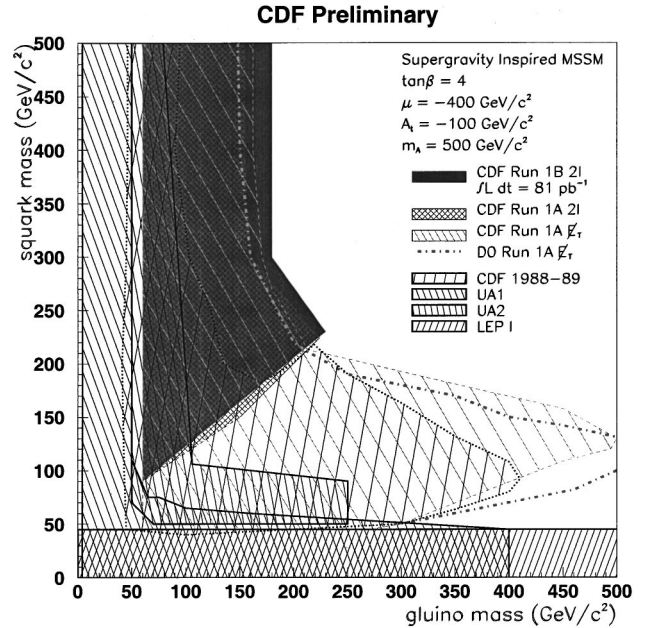 CDF Preliminary
squark mass (GeV/c²)
500
450
400
350
300
250
200
150
100
50
0
Supergravity Inspired MSSM
tanβ = 4
μ = −400 GeV/c²
Aₜ = −100 GeV/c²
m_A = 500 GeV/c²
CDF Run 1B 2l
∫L dt = 81 pb⁻¹
CDF Run 1A 2l
CDF Run 1A E̸_T
D0 Run 1A E̸_T
CDF 1988−89
UA1
UA2
LEP I
0 50 100 150 200 250 300 350 400 450 500
gluino mass (GeV/c²)